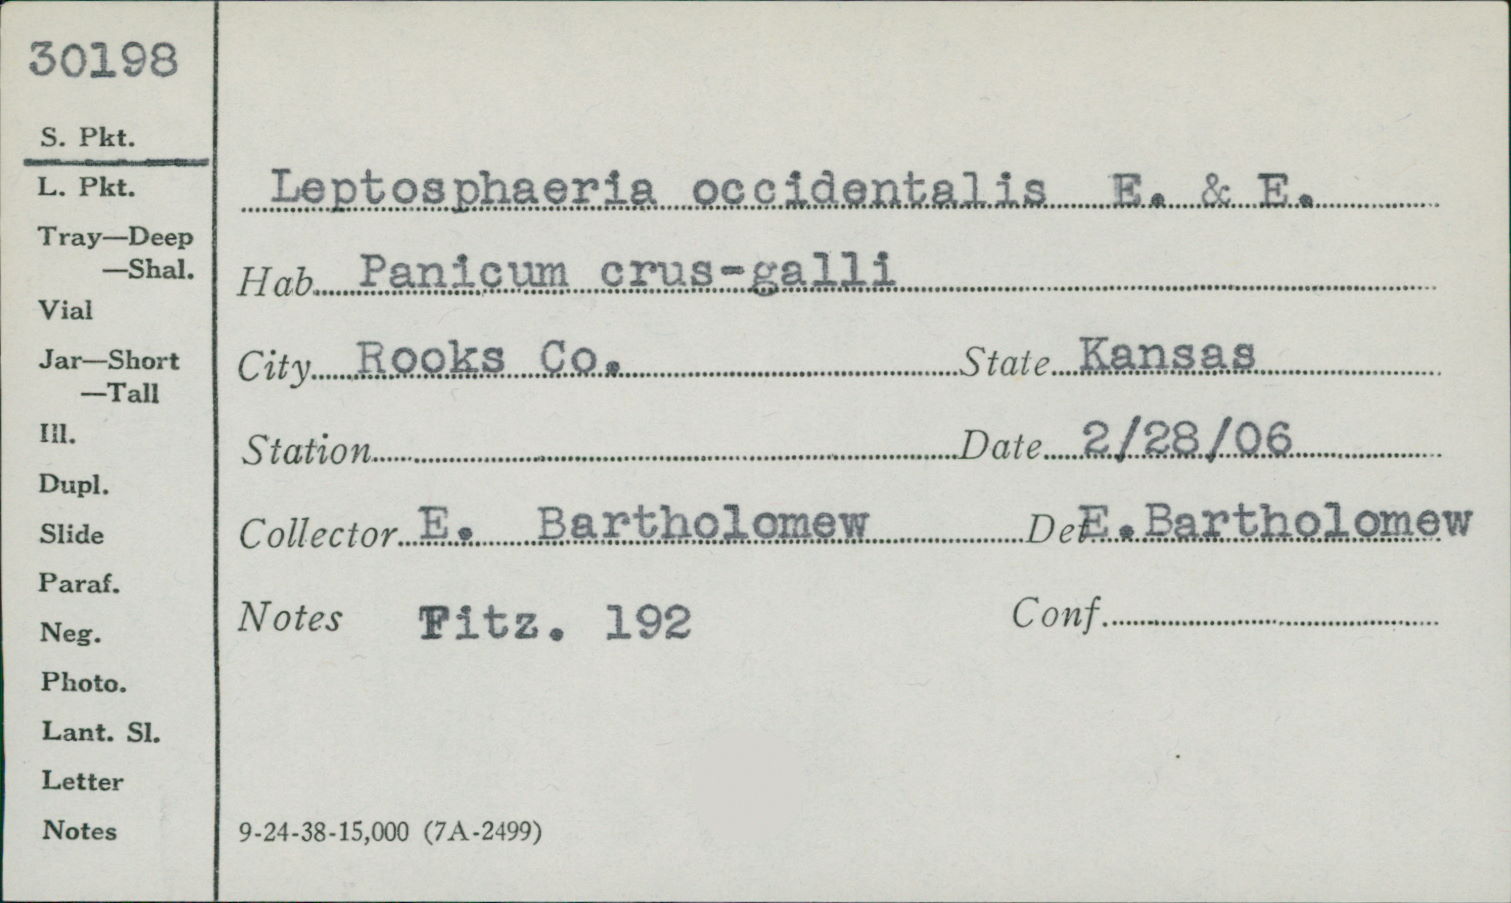 30198
S. Pkt.
L. Pkt.
Tray—Deep
—Shal.
Vial
Jar—Short
—Tall
Ill.
Dupl.
Slide
Paraf.
Neg.
Photo.
Lant. Sl.
Letter
Notes
Leptosphaeria occidentalis E. & E.
Hab. Panicum crus-galli
City Rooks Co. State Kansas
Station Date 2/28/06
Collector E. Bartholomew Det E. Bartholomew
Notes Fitz. 192 Conf.
9-24-38-15,000 (7A-2499)